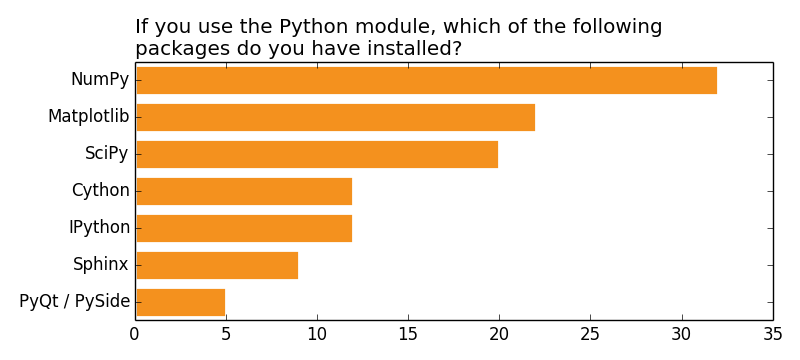 If you use the Python module, which of the following
packages do you have installed?
NumPy
Matplotlib
SciPy
Cython
IPython
Sphinx
PyQt / PySide
0 5 10 15 20 25 30 35